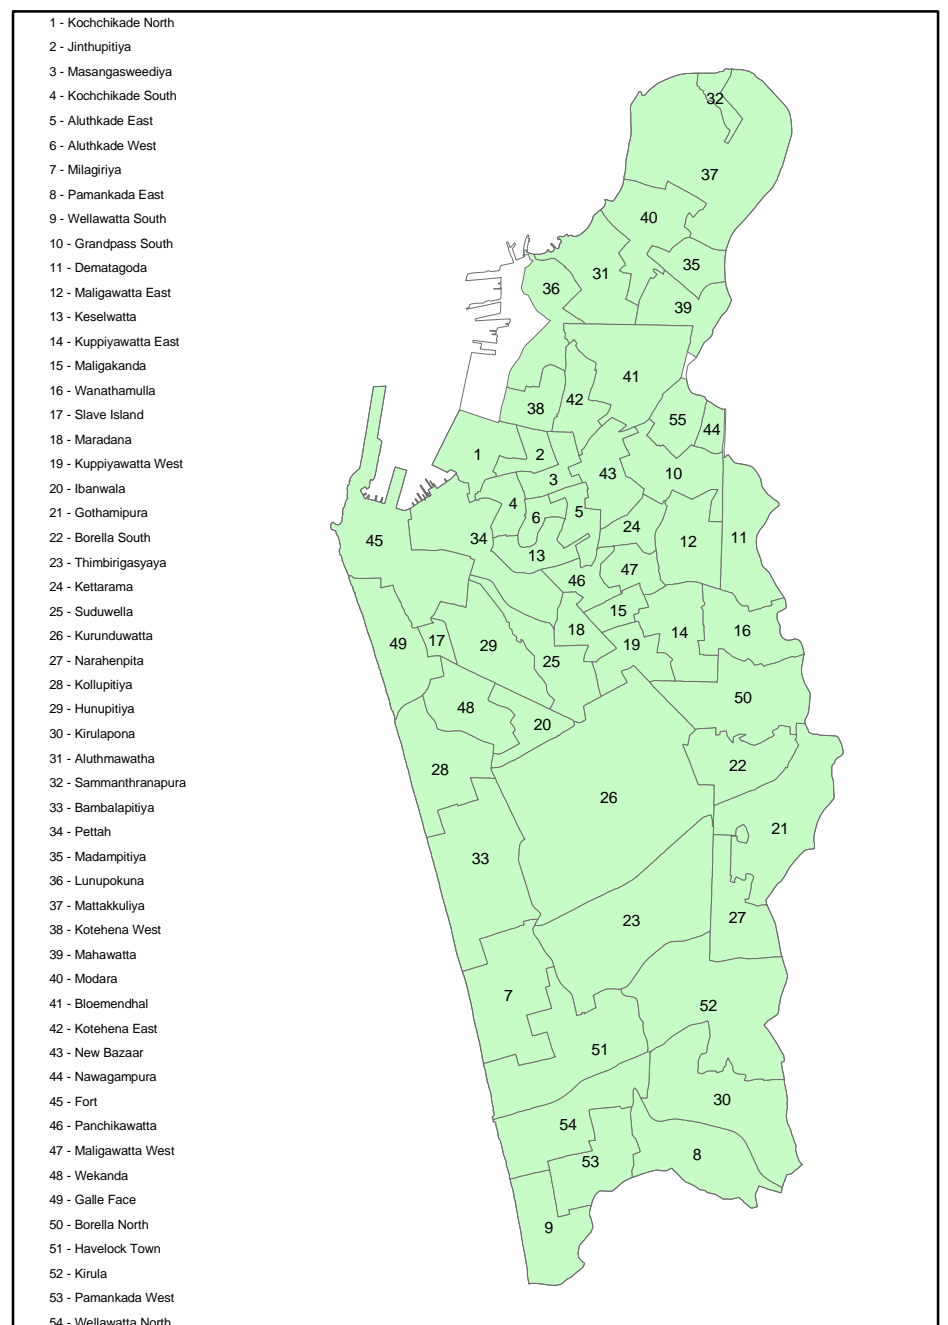 1 - Kochchikade North
2 - Jinthupitiya
3 - Masangasweediya
4 - Kochchikade South
5 - Aluthkade East
6 - Aluthkade West
7 - Milagiriya
8 - Pamankada East
9 - Wellawatta South
10 - Grandpass South
11 - Dematagoda
12 - Maligawatta East
13 - Keselwatta
14 - Kuppiyawatta East
15 - Maligakanda
16 - Wanathamulla
17 - Slave Island
18 - Maradana
19 - Kuppiyawatta West
20 - Ibanwala
21 - Gothamipura
22 - Borella South
23 - Thimbirigasyaya
24 - Kettarama
25 - Suduwella
26 - Kurunduwatta
27 - Narahenpita
28 - Kollupitiya
29 - Hunupitiya
30 - Kirulapona
31 - Aluthmawatha
32 - Sammanthranapura
33 - Bambalapitiya
34 - Pettah
35 - Madampitiya
36 - Lunupokuna
37 - Mattakkuliya
38 - Kotehena West
39 - Mahawatta
40 - Modara
41 - Bloemendhal
42 - Kotehena East
43 - New Bazaar
44 - Nawagampura
45 - Fort
46 - Panchikawatta
47 - Maligawatta West
48 - Wekanda
49 - Galle Face
50 - Borella North
51 - Havelock Town
52 - Kirula
53 - Pamankada West
54 - Wellawatta North
32
37
40
35
31
36
39
41
42
38
55
44
1
2
43
10
3
4
5
6
24
45
34
12
11
13
47
46
15
18
14
16
49
17
29
19
25
50
48
20
22
28
26
21
33
27
23
7
52
51
30
54
8
53
9